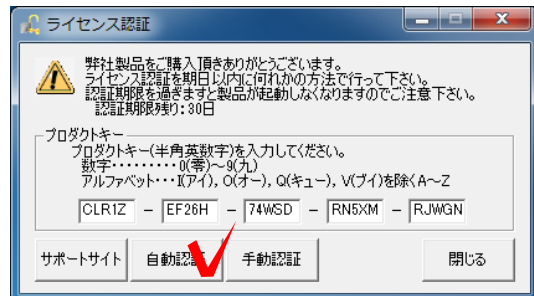 ライセンス認証
弊社製品をご購入頂きありがとうございます。
ライセンス認証を期日以内に何れかの方法で行って下さい。
認証期限を過ぎますと製品が起動しなくなりますのでご注意下さい。
認証期限残り:30日
プロダクトキー
プロダクトキー(半角英数字)を入力してください。
数字・・・・・・・・・0(零)～9(九)
アルファベット・・・I(アイ), O(オー), Q(キュー), V(ブイ)を除くA～Z
CLR1Z - EF26H - 74WSD - RN5XM - RJWGN
サポートサイト 自動認証 手動認証 閉じる